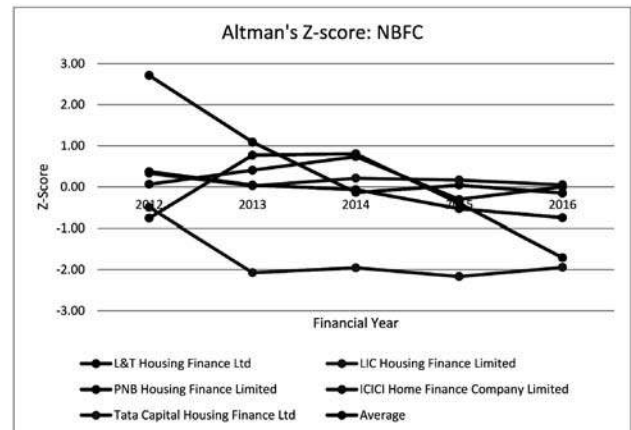 Altman's Z-score: NBFC
3.00
2.00
1.00
0.00
-1.00
-2.00
-3.00
Z-Score
2012 2013 2014 2015 2016
Financial Year
L&T Housing Finance Ltd LIC Housing Finance Limited
PNB Housing Finance Limited ICICI Home Finance Company Limited
Tata Capital Housing Finance Ltd Average